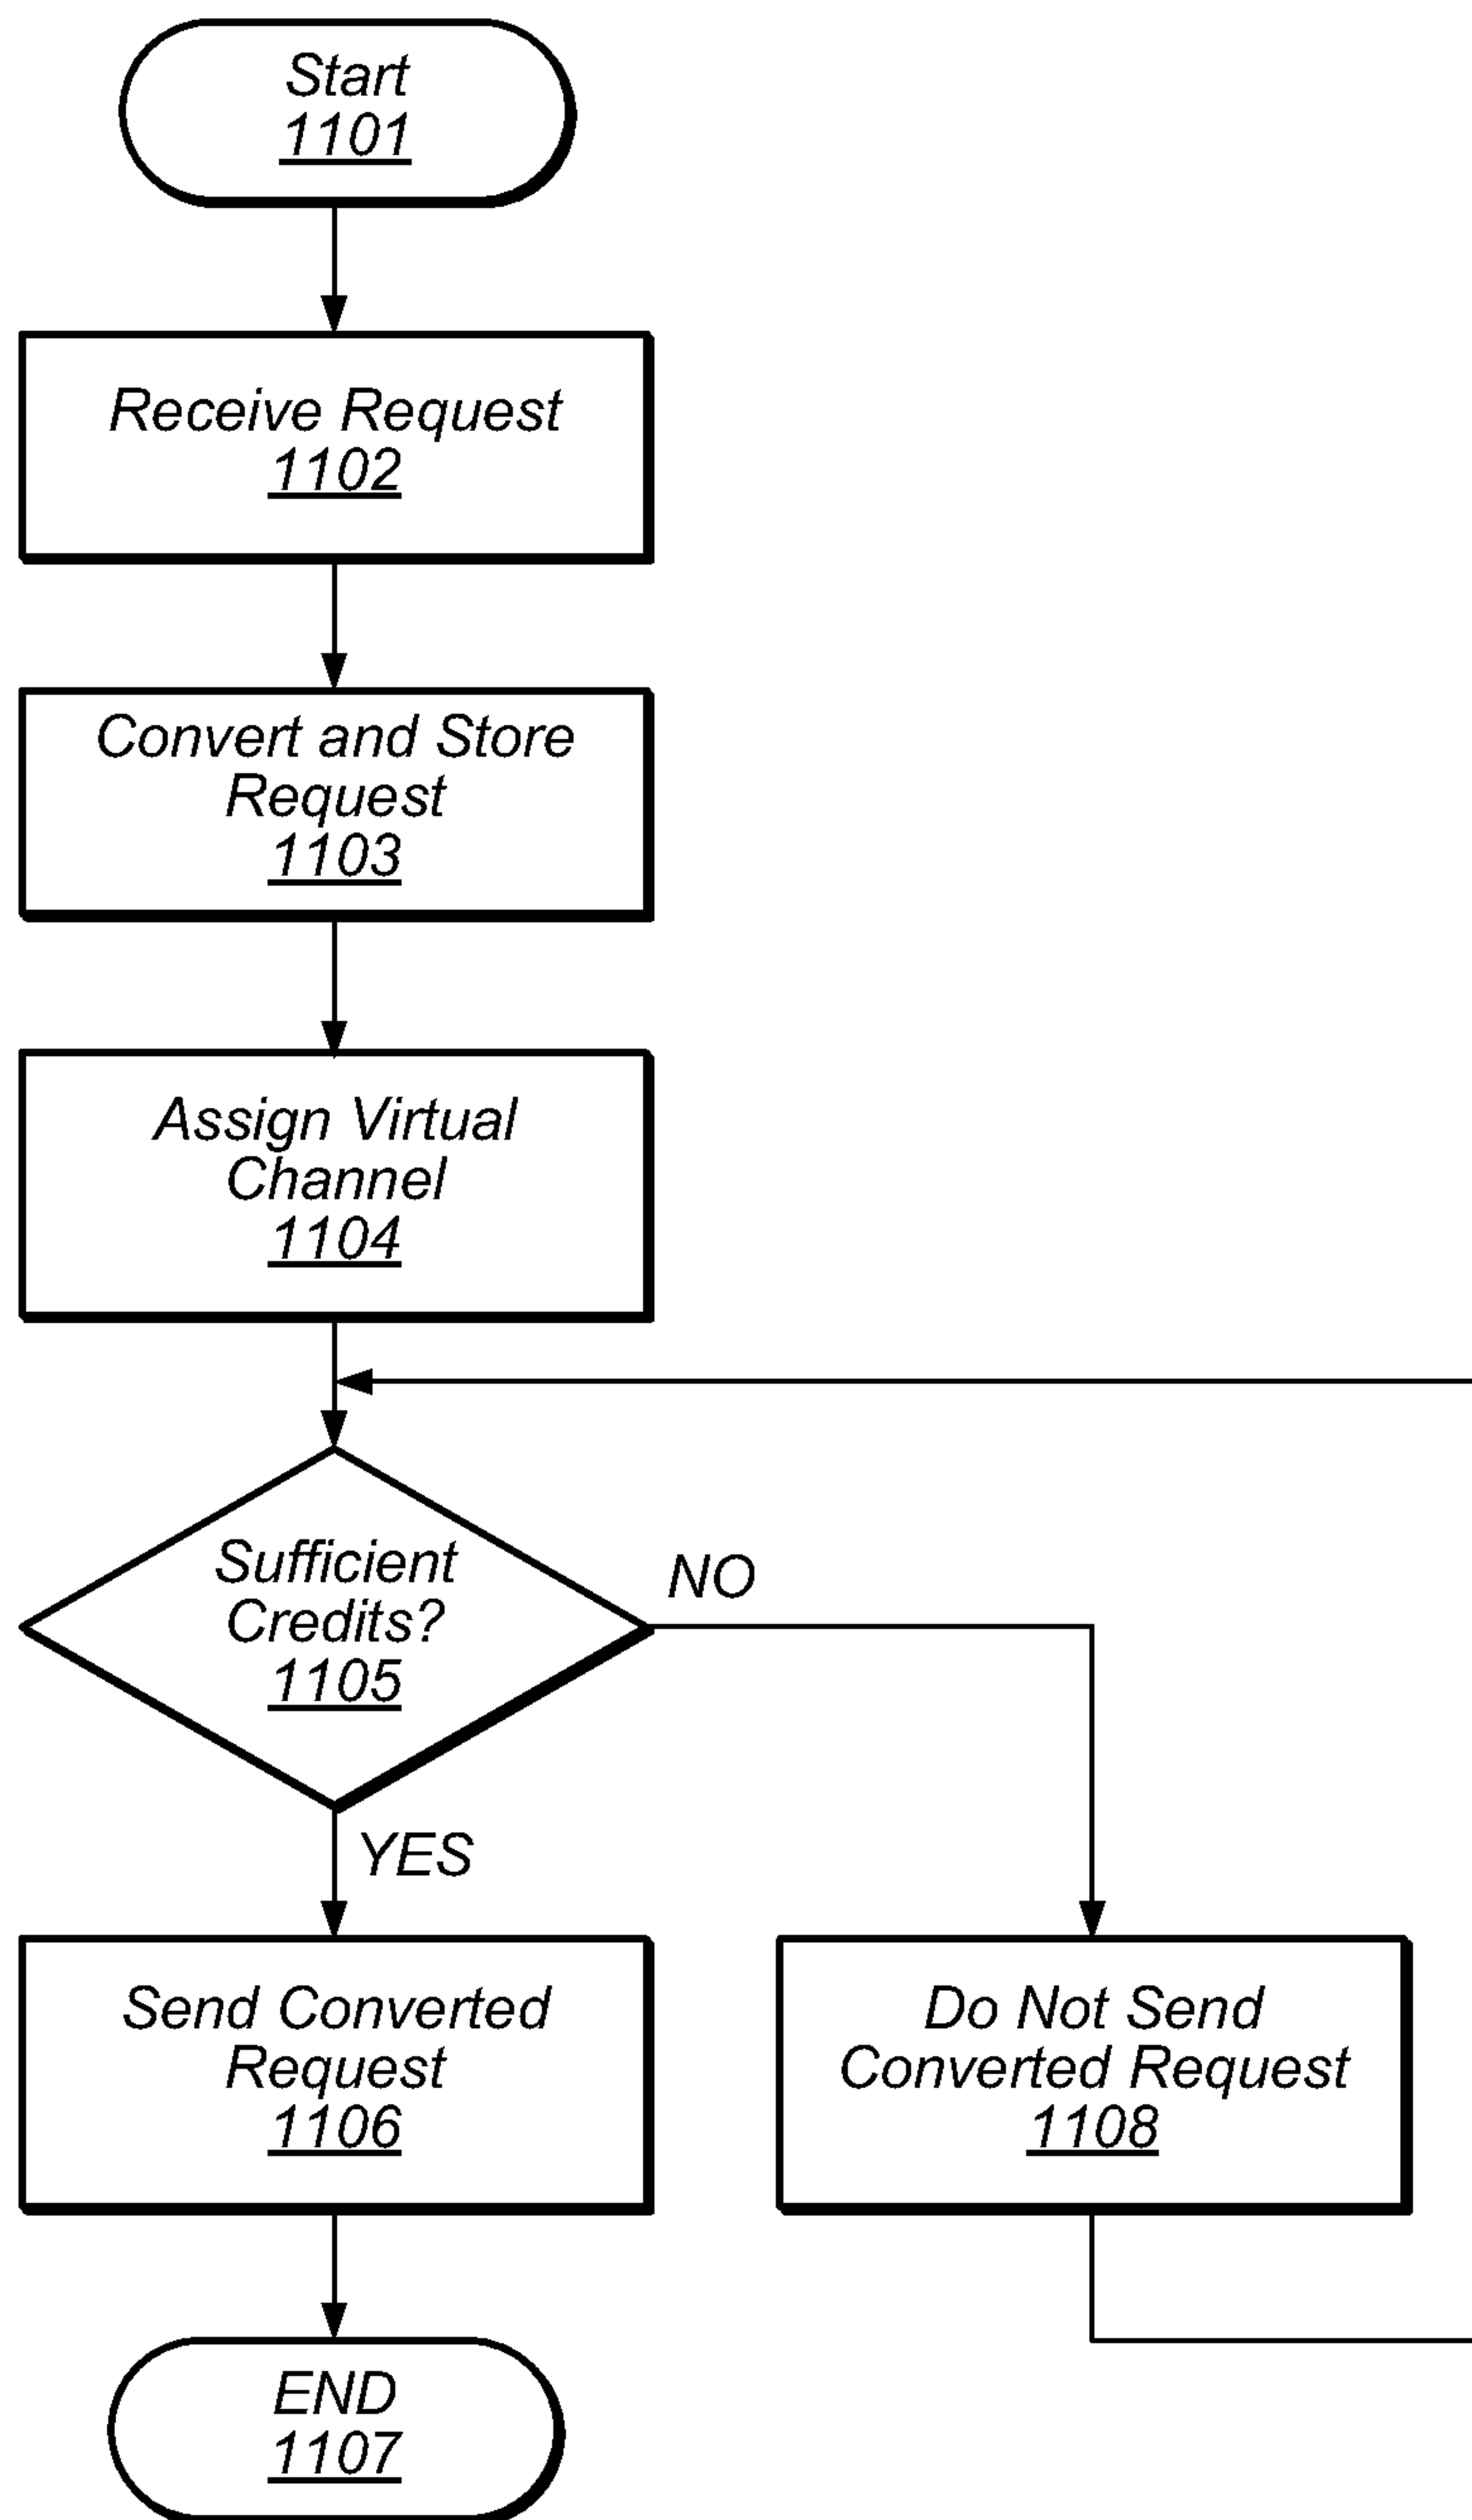 Start
1101
Receive Request
1102
Convert and Store
Request
1103
Assign Virtual
Channel
1104
Sufficient
Credits?
1105
NO
YES
Send Converted
Request
1106
Do Not Send
Converted Request
1108
END
1107